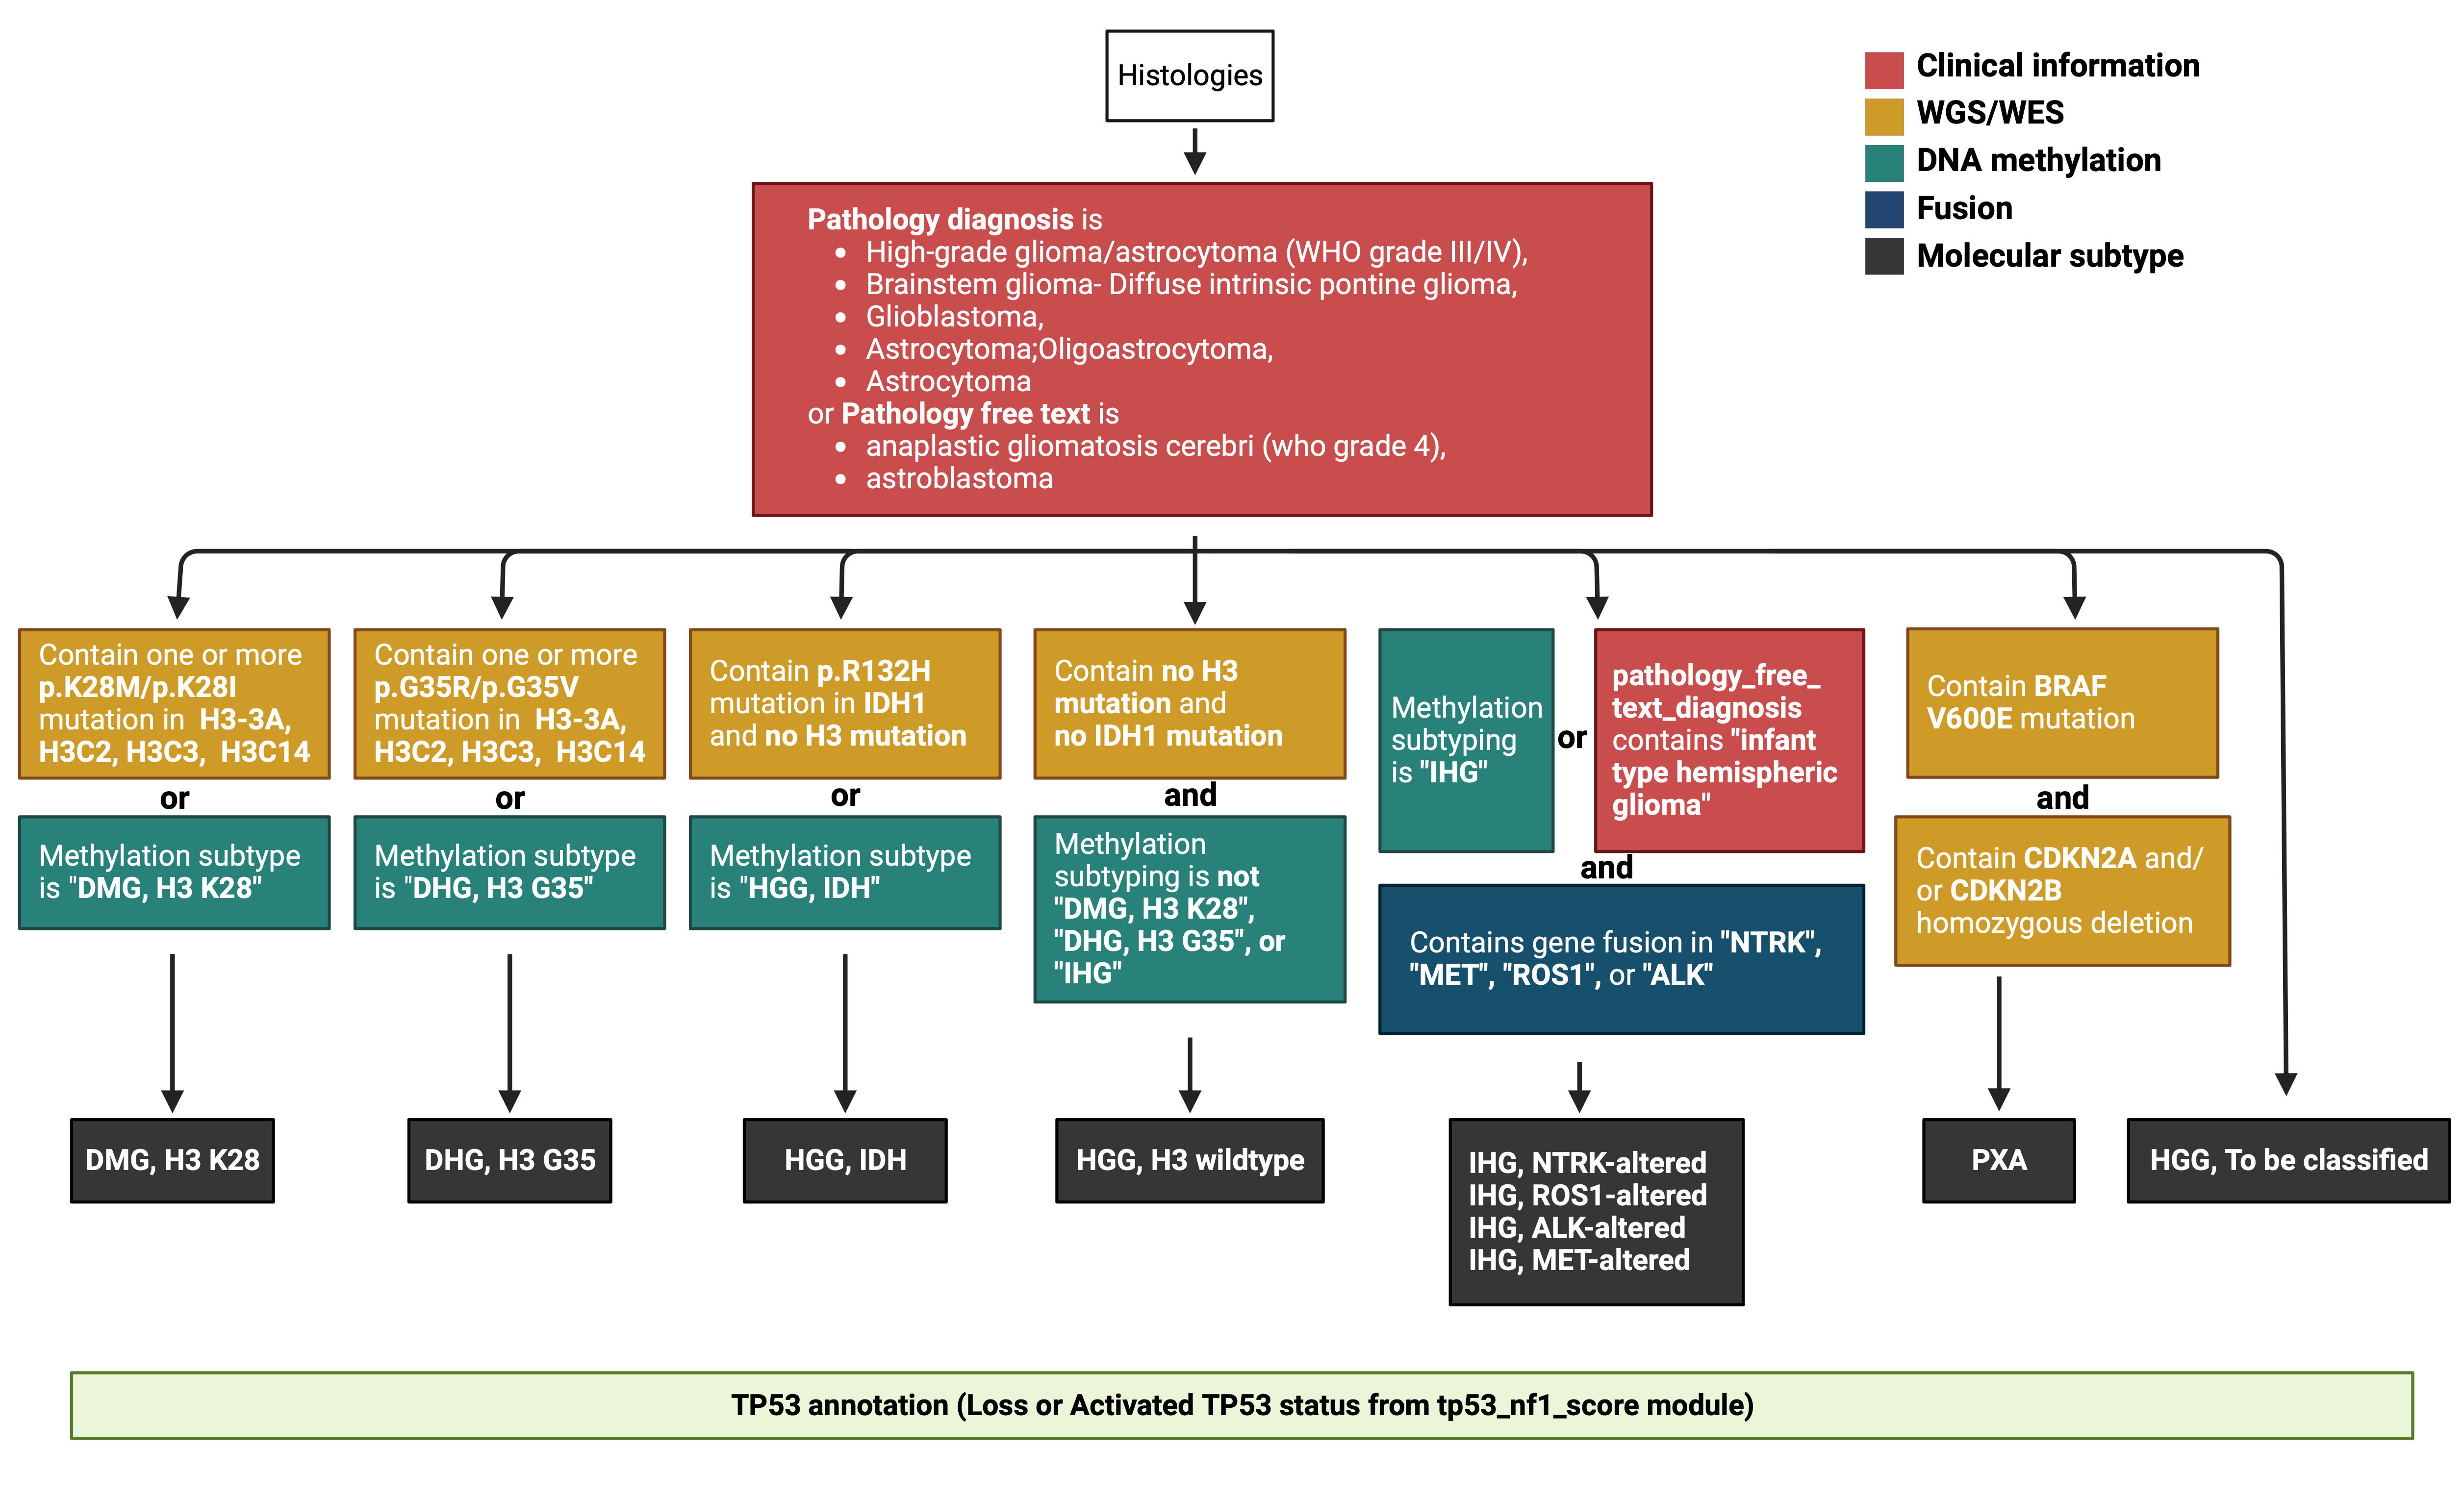 Histologies
Clinical information
WGS/WES
DNA methylation
Fusion
Molecular subtype
Pathology diagnosis is
• High-grade glioma/astrocytoma (WHO grade III/IV),
• Brainstem glioma- Diffuse intrinsic pontine glioma,
• Glioblastoma,
• Astrocytoma;Oligoastrocytoma,
• Astrocytoma
or Pathology free text is
• anaplastic gliomatosis cerebri (who grade 4),
• astroblastoma
Contain one or more
p.K28M/p.K28I
mutation in H3-3A,
H3C2, H3C3, H3C14
or
Methylation subtype
is "DMG, H3 K28"
DMG, H3 K28
Contain one or more
p.G35R/p.G35V
mutation in H3-3A,
H3C2, H3C3, H3C14
or
Methylation subtype
is "DHG, H3 G35"
DHG, H3 G35
Contain p.R132H
mutation in IDH1
and no H3 mutation
or
Methylation subtype
is "HGG, IDH"
HGG, IDH
Contain no H3
mutation and
no IDH1 mutation
and
Methylation
subtyping is not
"DMG, H3 K28",
"DHG, H3 G35", or
"IHG"
HGG, H3 wildtype
Methylation
subtyping
is "IHG"
or
pathology_free_
text_diagnosis
contains "infant
type hemispheric
glioma"
and
Contains gene fusion in "NTRK",
"MET", "ROS1", or "ALK"
IHG, NTRK-altered
IHG, ROS1-altered
IHG, ALK-altered
IHG, MET-altered
Contain BRAF
V600E mutation
and
Contain CDKN2A and/
or CDKN2B
homozygous deletion
PXA
HGG, To be classified
TP53 annotation (Loss or Activated TP53 status from tp53_nf1_score module)